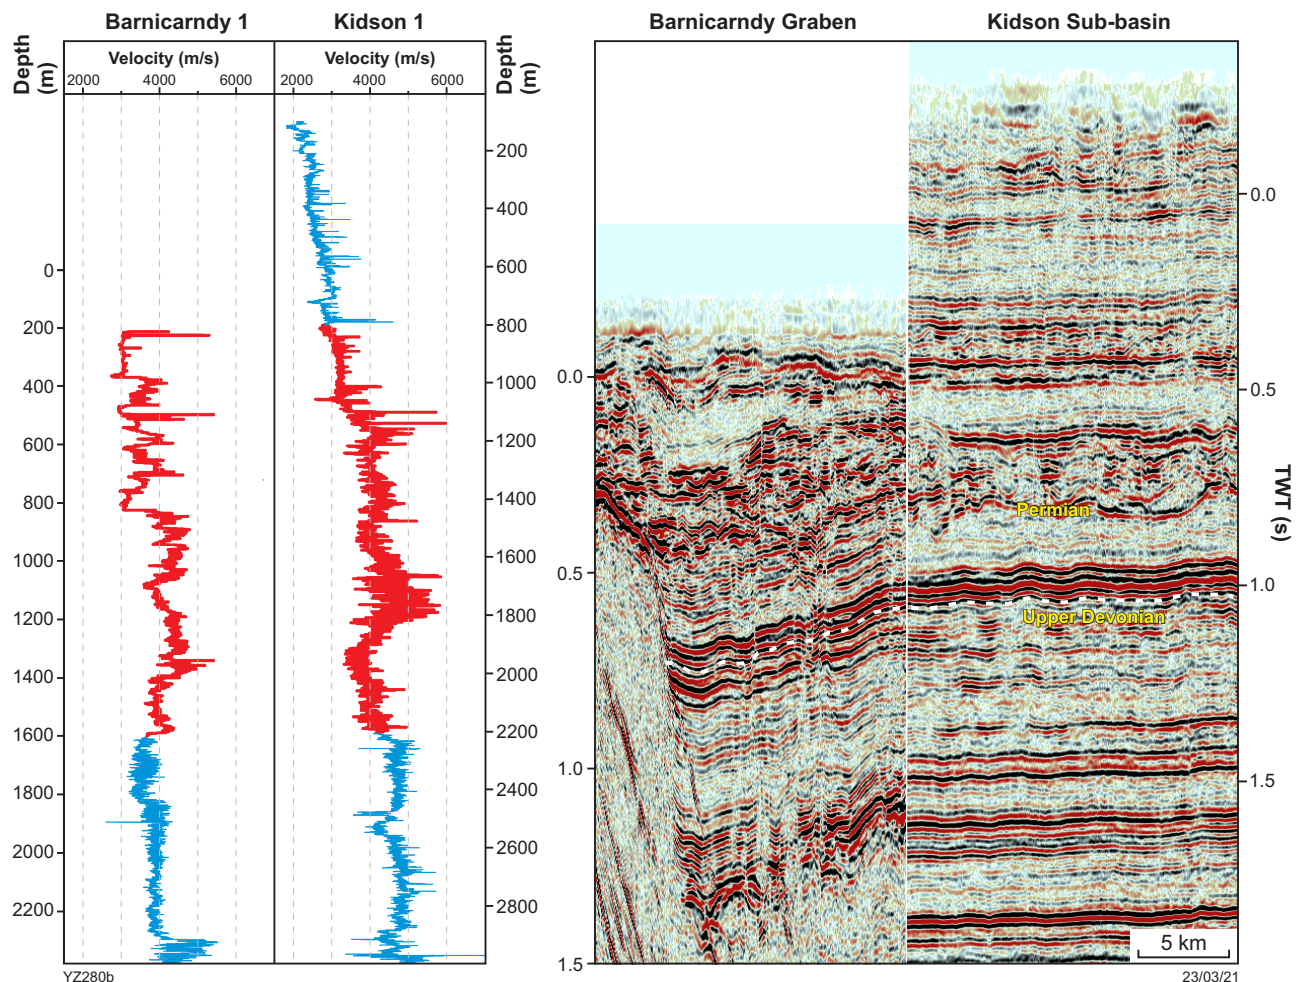 Barnicarndy 1
Kidson 1
Barnicarndy Graben
Kidson Sub-basin
Depth (m)
Velocity (m/s)
Velocity (m/s)
Depth (m)
2000 4000 6000
2000 4000 6000
0
200
400
600
800
1000
1200
1400
1600
1800
2000
2200
200
400
600
800
1000
1200
1400
1600
1800
2000
2200
2400
2600
2800
0.0
0.5
1.0
1.5
0.0
0.5
1.0
1.5
TWT (s)
Permian
Upper Devonian
5 km
YZ280b
23/03/21